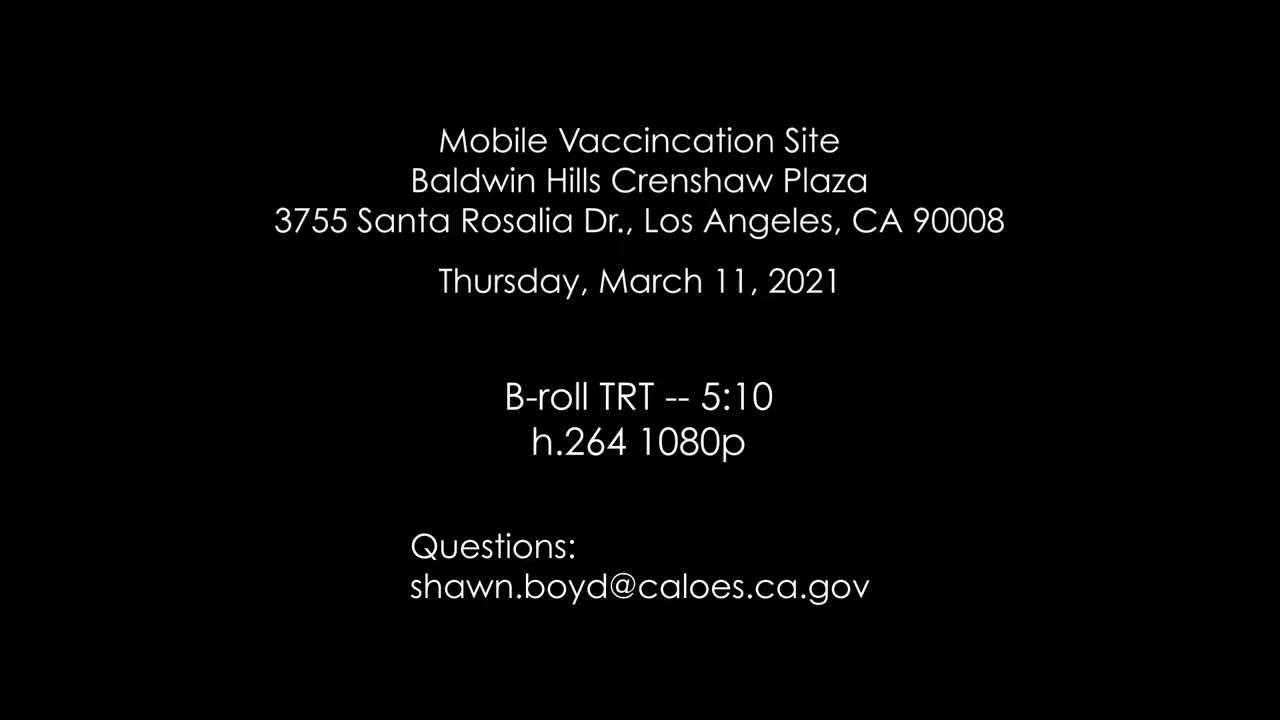 Mobile Vaccincation Site
Baldwin Hills Crenshaw Plaza
3755 Santa Rosalia Dr., Los Angeles, CA 90008
Thursday, March 11, 2021
B-roll TRT -- 5:10
h.264 1080p
Questions:
shawn.boyd@caloes.ca.gov